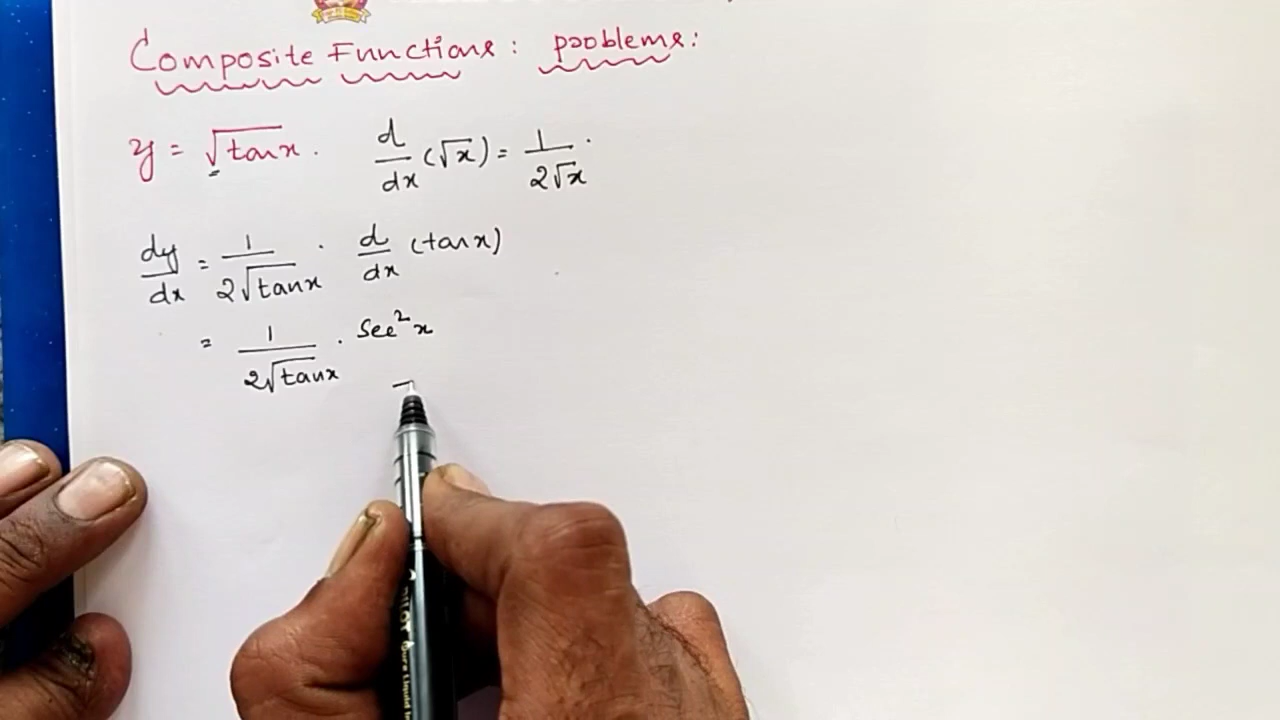 Composite Functions: problems:
y = √tanx . d/dx (√x) = 1/2√x .
dy/dx = 1/2√tanx . d/dx (tanx)
= 1/2√tanx . Sec²x